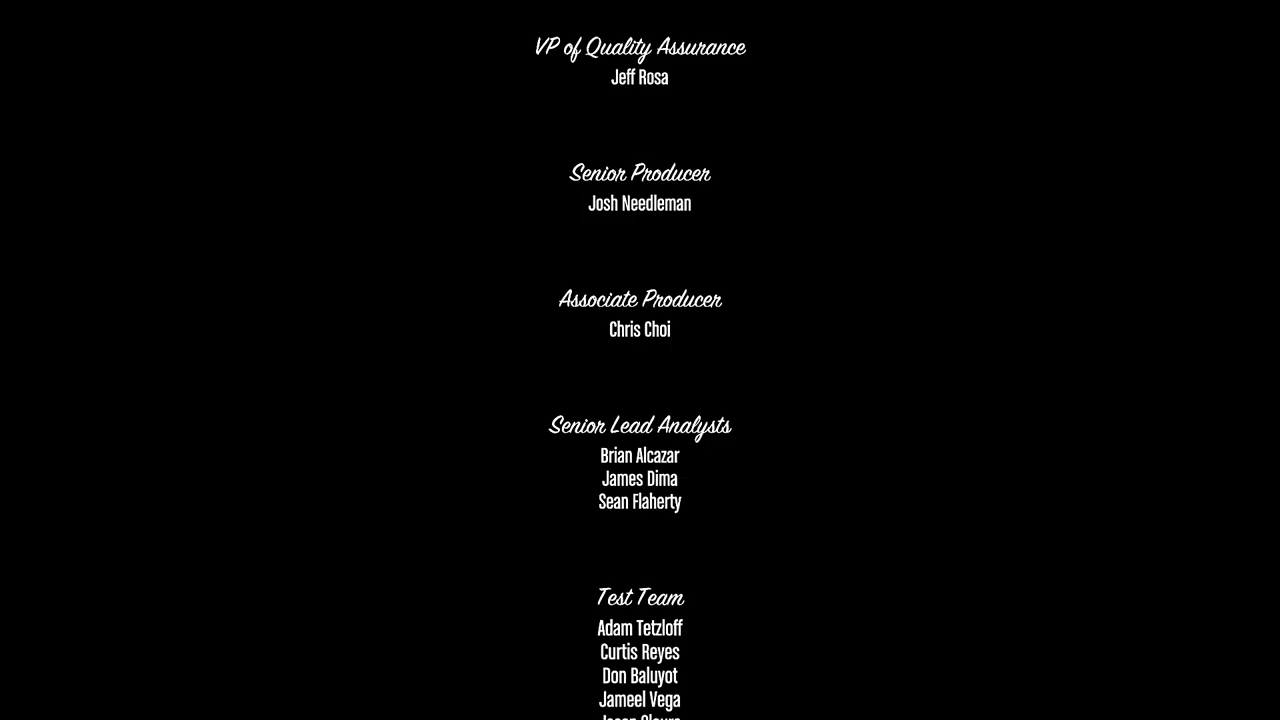 VP of Quality Assurance
Jeff Rosa
Senior Producer
Josh Needleman
Associate Producer
Chris Choi
Senior Lead Analysts
Brian Alcazar
James Dima
Sean Flaherty
Test Team
Adam Tetzloff
Curtis Reyes
Don Baluyot
Jameel Vega